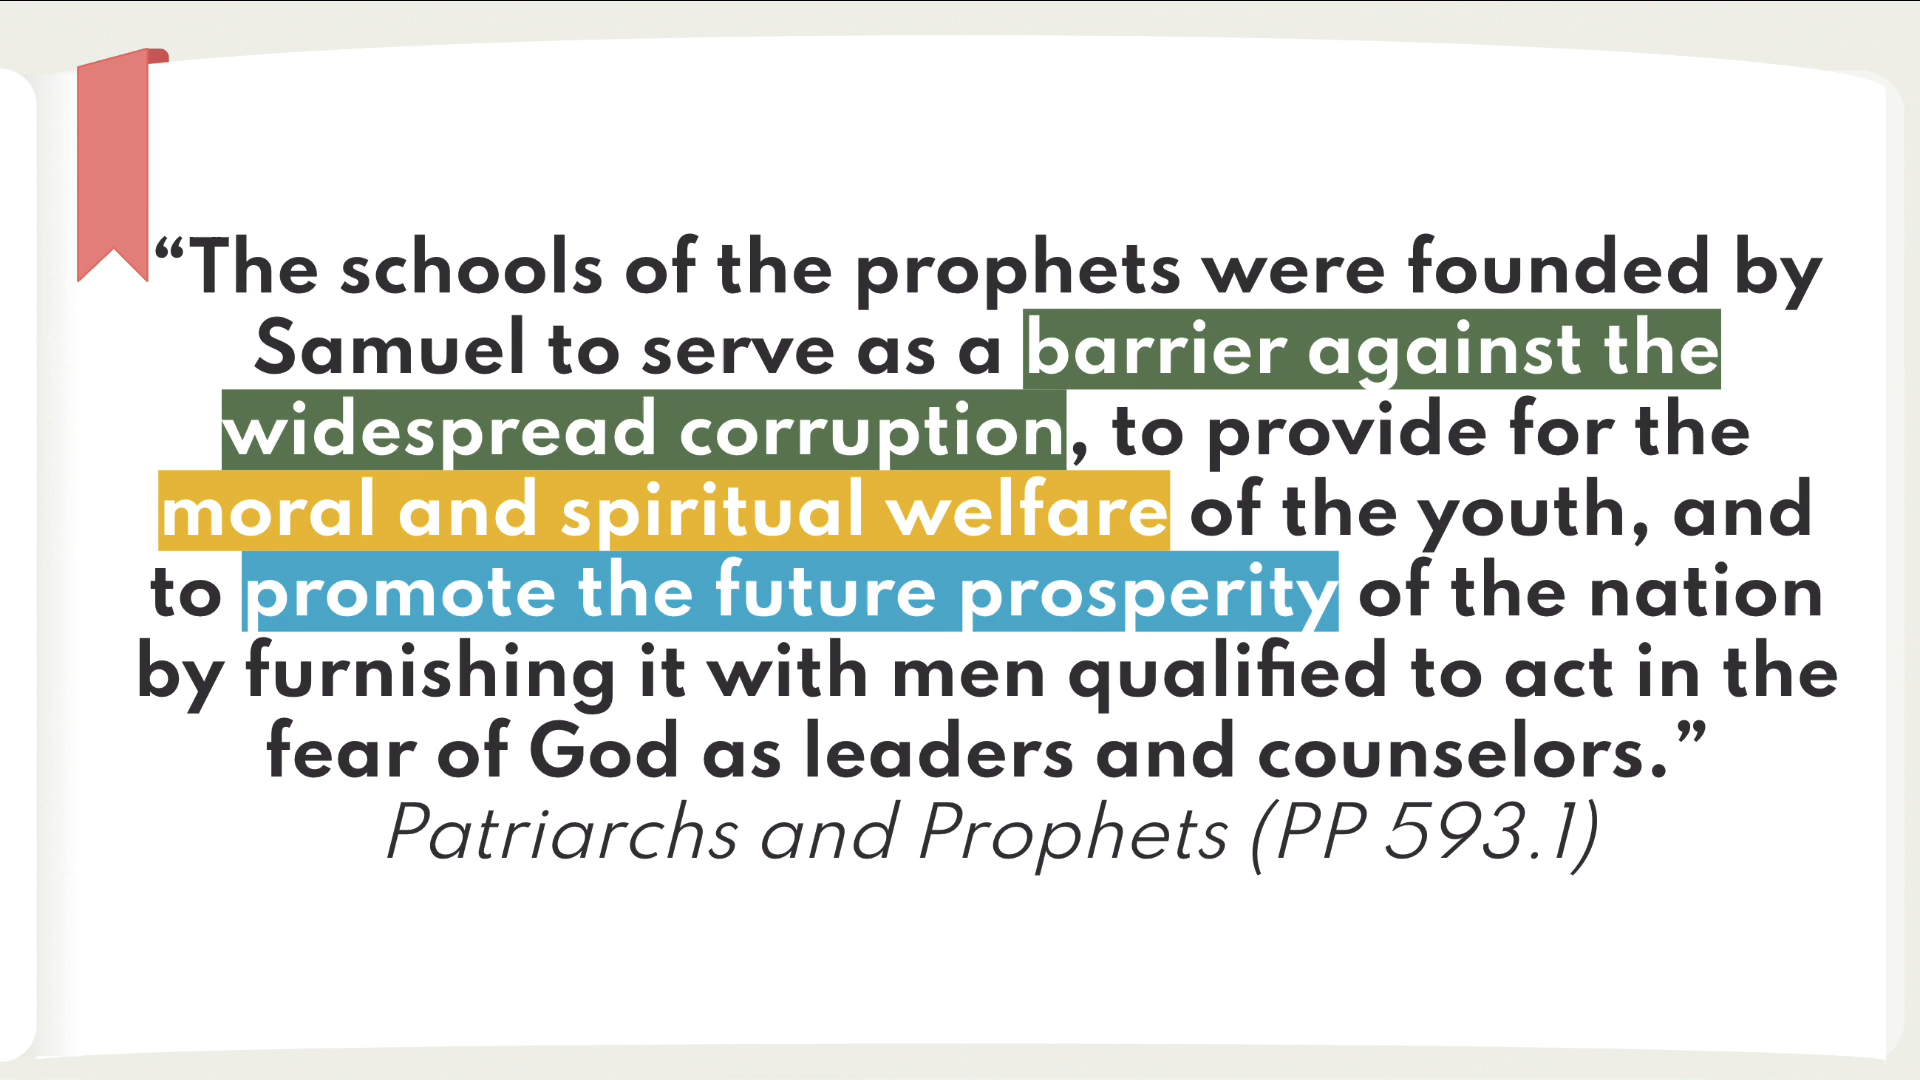 “The schools of the prophets were founded by
Samuel to serve as a barrier against the
widespread corruption, to provide for the
moral and spiritual welfare of the youth, and
to promote the future prosperity of the nation
by furnishing it with men qualified to act in the
fear of God as leaders and counselors.”
Patriarchs and Prophets (PP 593.1)